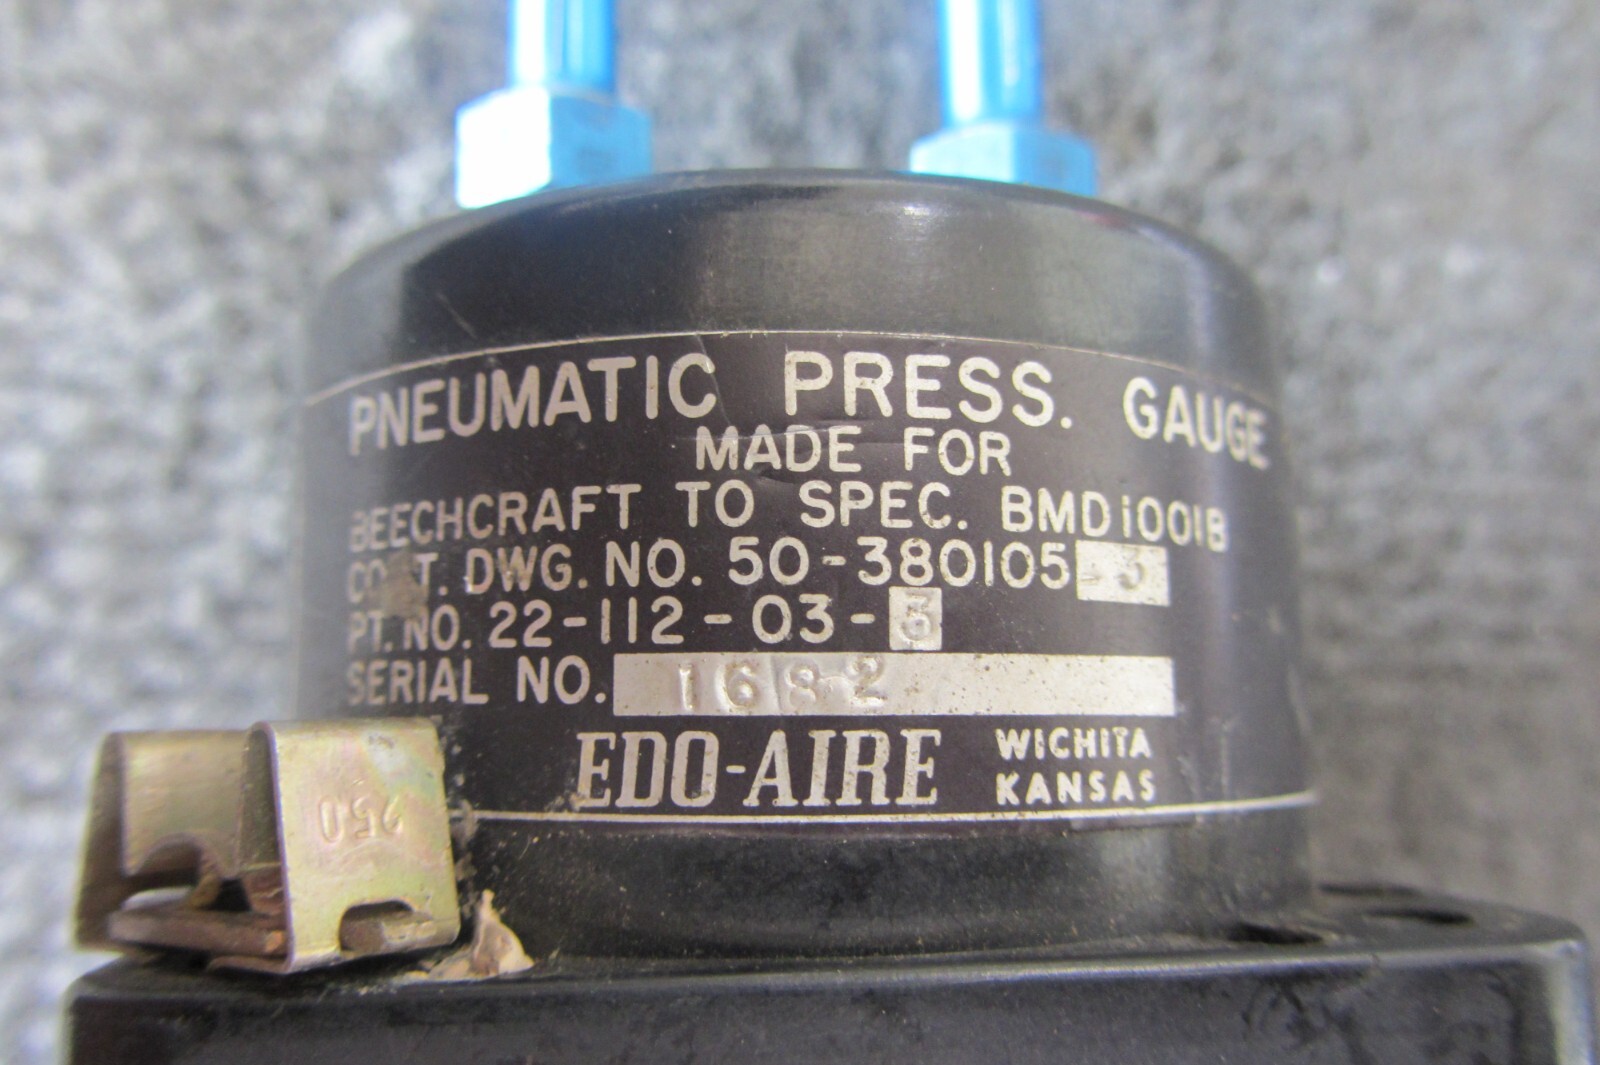 PNEUMATIC PRESS. GAUGE
MADE FOR
BEECHCRAFT TO SPEC. BMD1001B
DWG. NO. 50-380105-3
PT. NO. 22-112-03-3
SERIAL NO. 1682
EDO-AIRE WICHITA
KANSAS
250